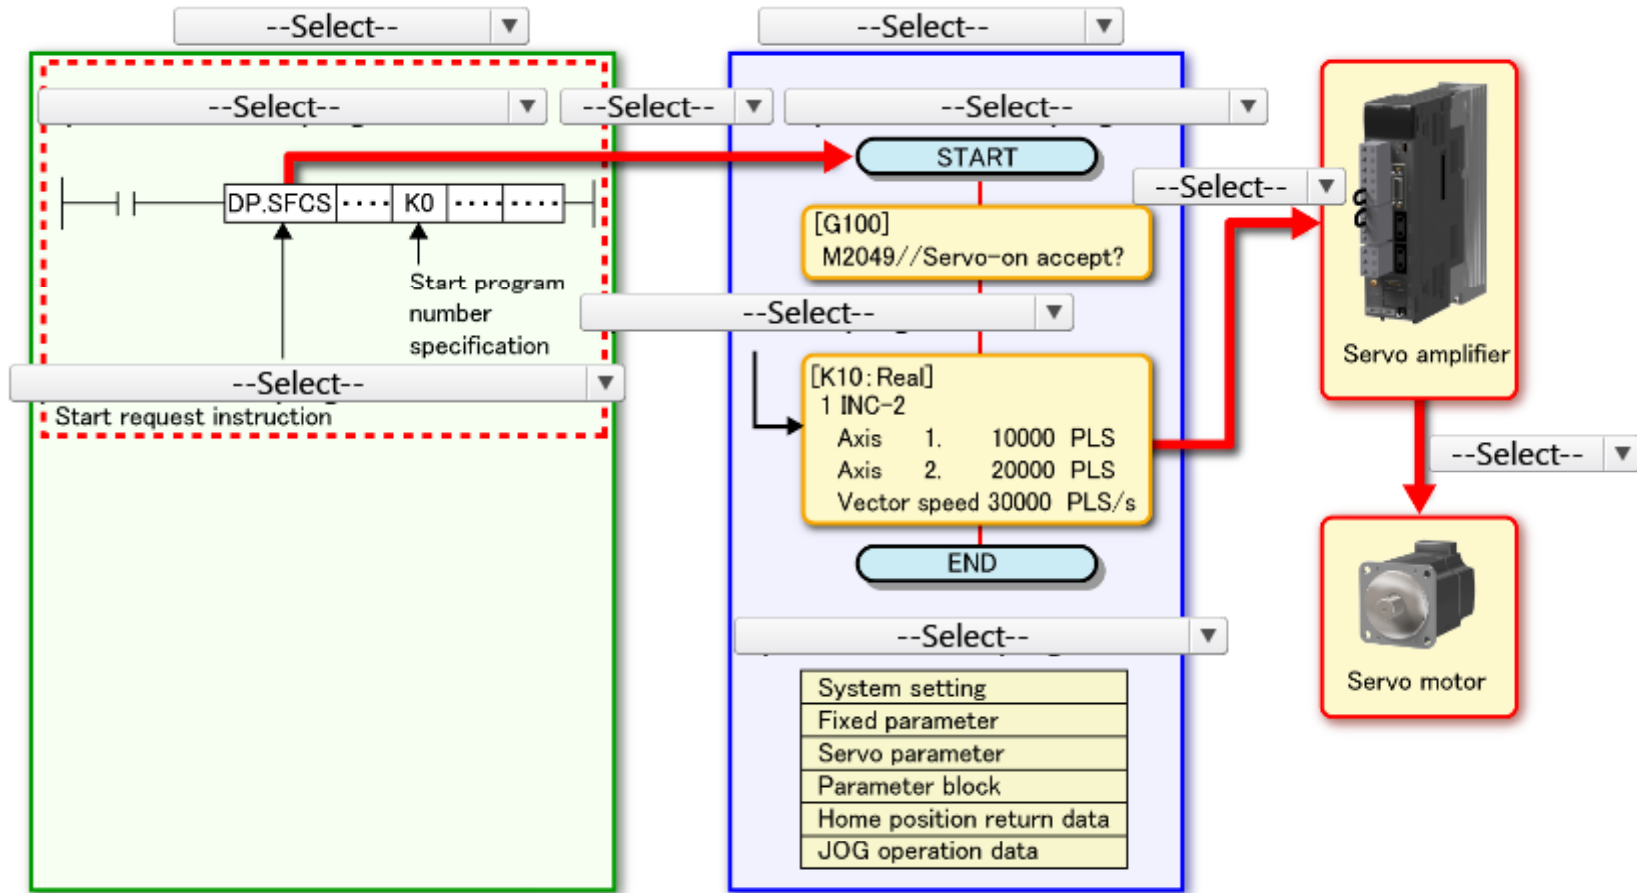 --Select--
--Select--
--Select--
--Select--
--Select--
START
--Select--
DP.SFCS
····
K0
····
····
[G100]
M2049//Servo-on accept?
Start program
number
specification
--Select--
Servo amplifier
--Select--
Start request instruction
[K10:Real]
1 INC-2
Axis 1. 10000 PLS
Axis 2. 20000 PLS
Vector speed 30000 PLS/s
--Select--
END
--Select--
System setting
Fixed parameter
Servo parameter
Parameter block
Home position return data
JOG operation data
Servo motor